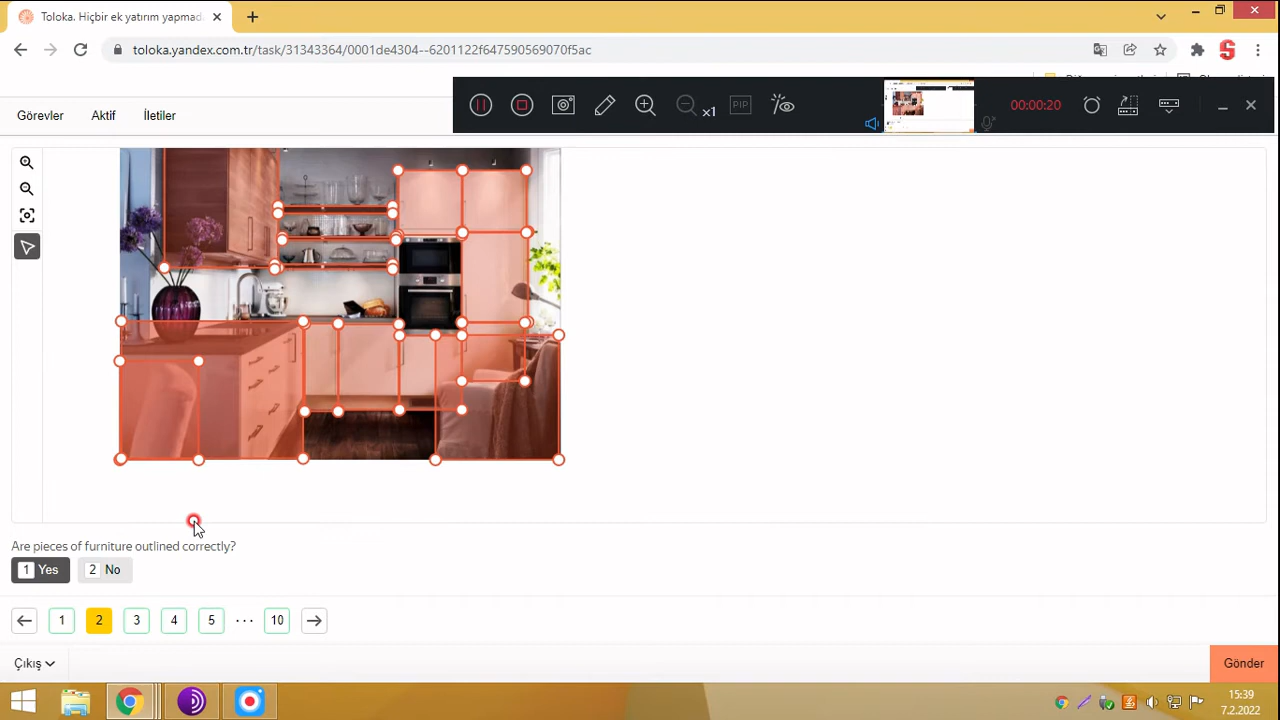 Toloka. Hiçbir ek yatırım yapmad
toloka.yandex.com.tr/task/31343364/0001de4304--6201122f647590569070f5ac
x1
PIP
00:00:20
Görevler Aktif İletiler
Are pieces of furniture outlined correctly?
1 Yes 2 No
1 2 3 4 5 ... 10
Çıkış Gönder
15:39
7.2.2022